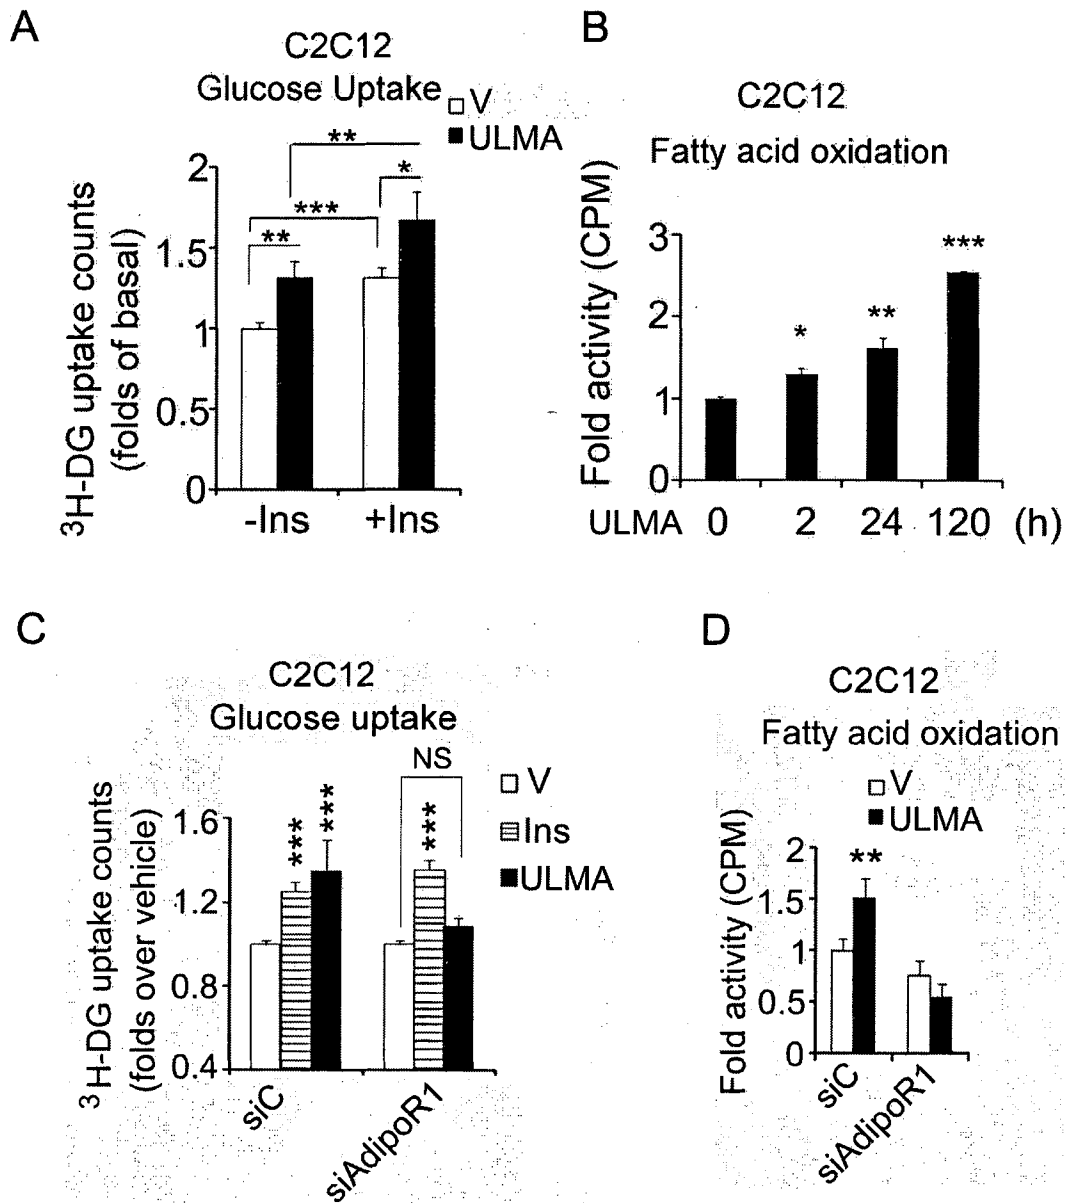 A
C2C12
Glucose Uptake
V
ULMA
**
*
***
**
³H-DG uptake counts
(folds of basal)
2
1.5
1
0.5
0
-Ins
+Ins
B
C2C12
Fatty acid oxidation
Fold activity (CPM)
3
2
1
0
*
**
***
ULMA 0 2 24 120 (h)
C
C2C12
Glucose uptake
NS
V
Ins
ULMA
³H-DG uptake counts
(folds over vehicle)
1.6
1.2
0.8
0.4
***
***
***
siC
siAdipoR1
D
C2C12
Fatty acid oxidation
V
ULMA
Fold activity (CPM)
2
1.5
1
0.5
0
**
siC
siAdipoR1